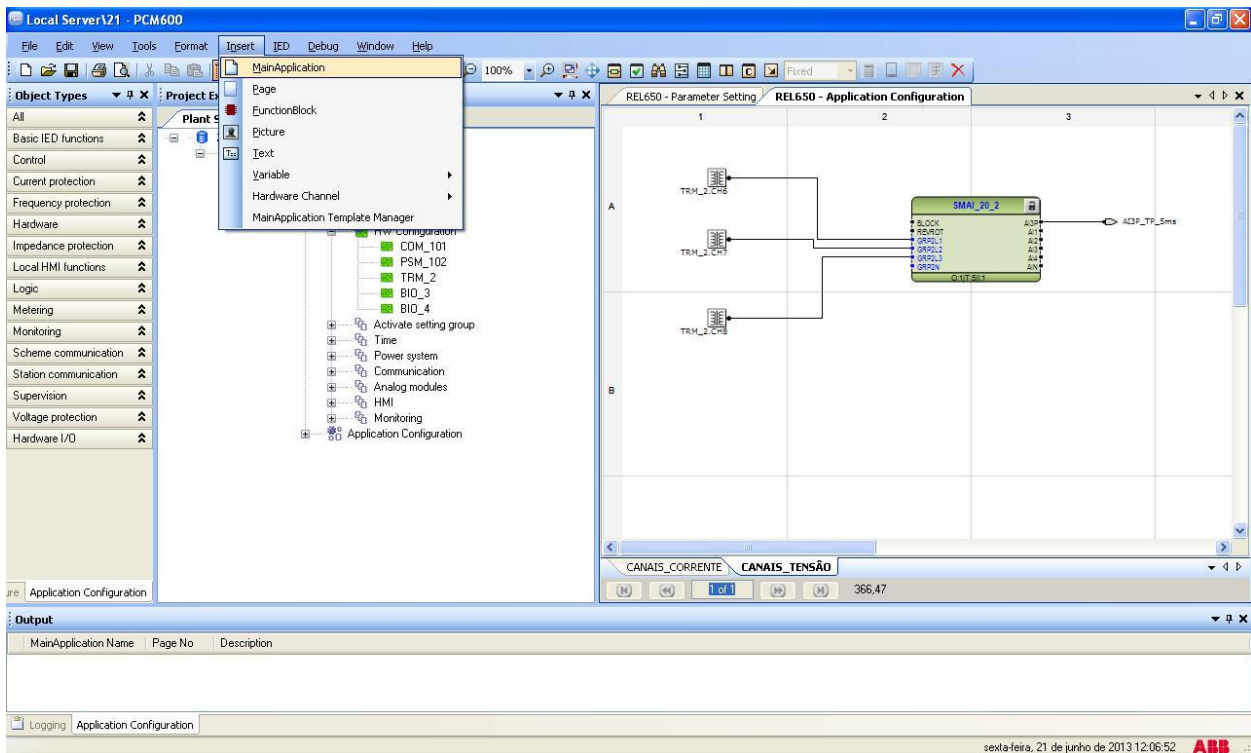 Local Server\21 - PCM600
File Edit View Tools Format Insert IED Debug Window Help
100% Fixed
MainApplication
Page
FunctionBlock
Picture
Text
Variable
Hardware Channel
MainApplication Template Manager
Object Types
All
Basic IED functions
Control
Current protection
Frequency protection
Hardware
Impedance protection
Local HMI functions
Logic
Metering
Monitoring
Scheme communication
Station communication
Supervision
Voltage protection
Hardware I/O
Application Configuration
Project Ex
Plant S
HW Configuration
COM_101
PSM_102
TRM_2
BIO_3
BIO_4
Activate setting group
Time
Power system
Communication
Analog modules
HMI
Monitoring
Application Configuration
REL650 - Parameter Setting REL650 - Application Configuration
1 2 3
A
B
TRM_2.CH6
TRM_2.CH7
TRM_2.CH8
SMAI_20_2
BLOCK AI3P
REVROT AI1
GRP2L1 AI2
GRP2L2 AI3
GRP2L3 AI4
GRP2N AIN
O:1|T:5|I:1
AI3P_TP_5ms
CANAIS_CORRENTE CANAIS_TENSÃO
1 of 1 366,47
Output
MainApplication Name Page No Description
Logging Application Configuration
sexta-feira, 21 de junho de 2013 12:06:52 ABB